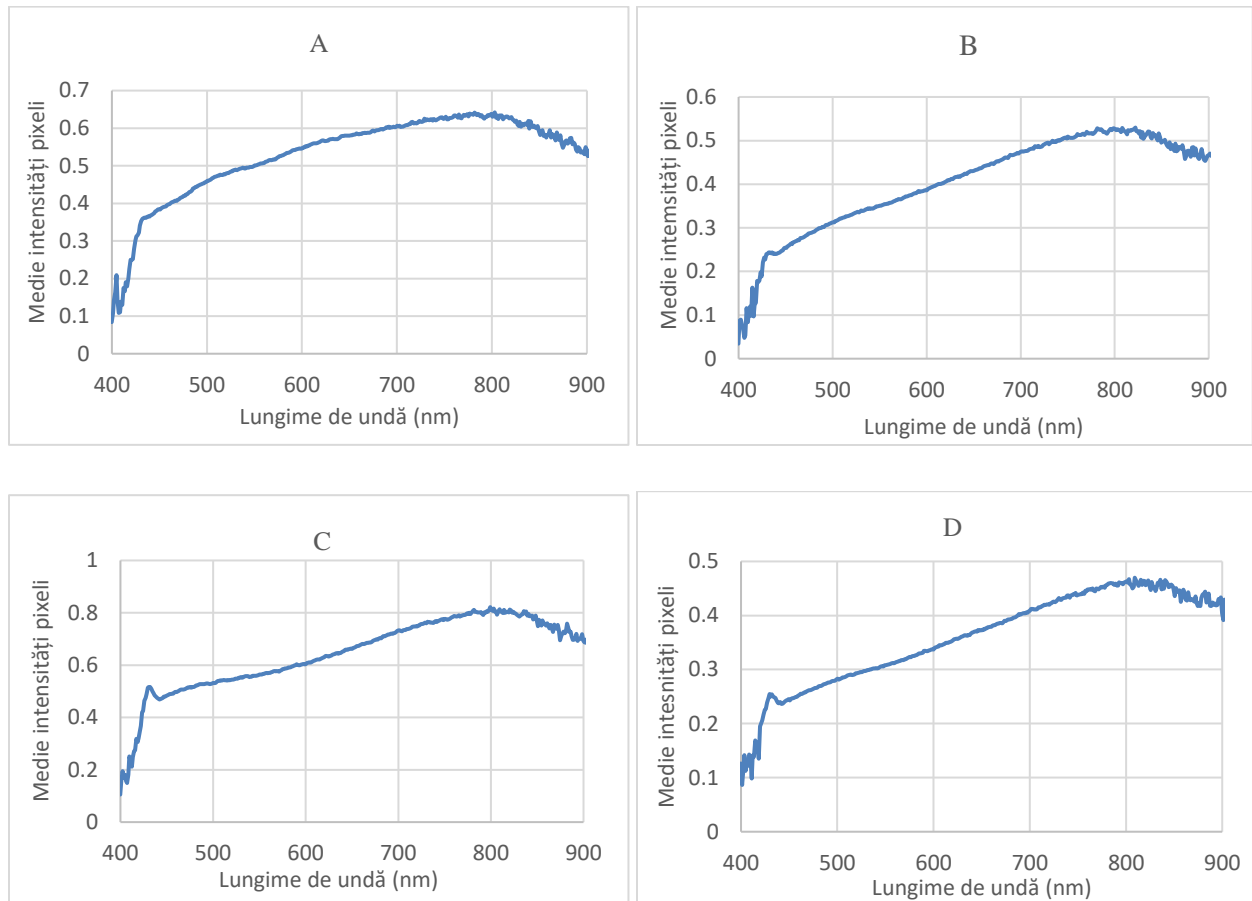 A
0.7
0.6
0.5
0.4
0.3
0.2
0.1
0
400 500 600 700 800 900
Medie intensități pixeli
Lungime de undă (nm)
B
0.6
0.5
0.4
0.3
0.2
0.1
0
400 500 600 700 800 900
Medie intemsități pixeli
Lungime de undă (nm)
C
1
0.8
0.6
0.4
0.2
0
400 500 600 700 800 900
Medie intensități pixeli
Lungime de undă (nm)
D
0.5
0.4
0.3
0.2
0.1
0
400 500 600 700 800 900
Medie intesnități pixeli
Lungime de undă (nm)